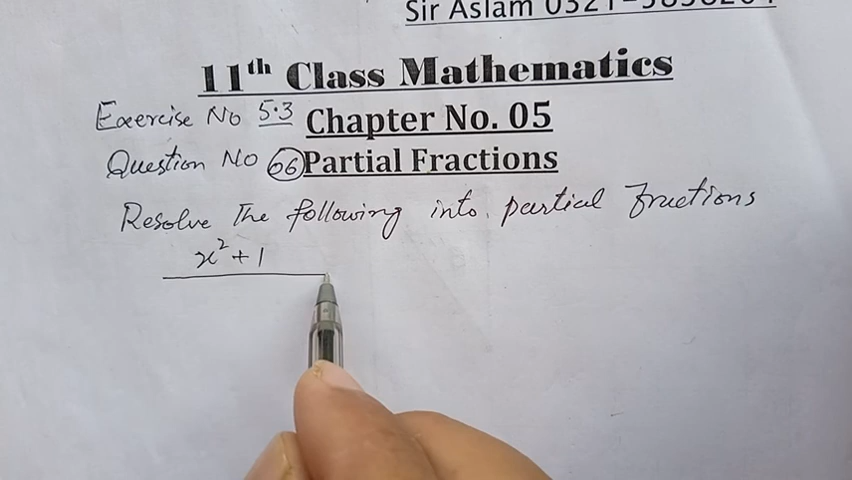 Sir Aslam
11th Class Mathematics
Exercise No 5.3 Chapter No. 05
Question No 06 Partial Fractions
Resolve The following into partial fractions
x² + 1